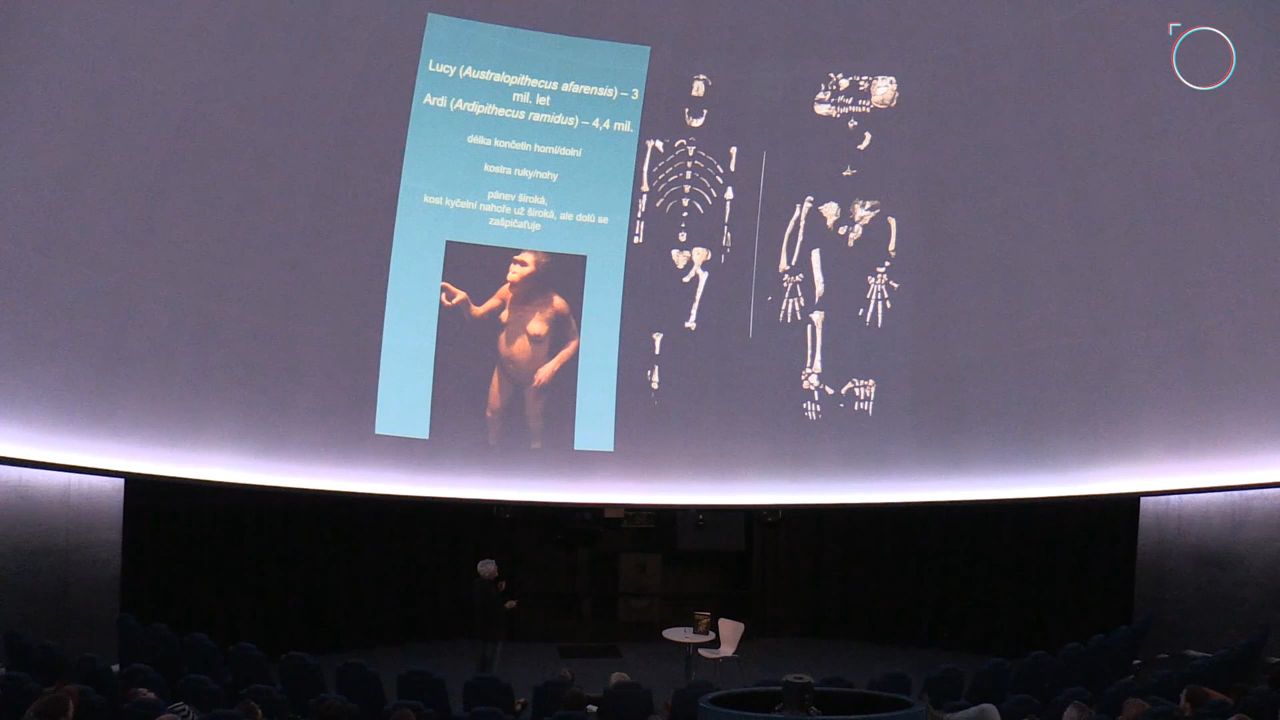 Lucy (Australopithecus afarensis) – 3
mil. let
Ardi (Ardipithecus ramidus) – 4,4 mil.
délka končetin horní/dolní
kostra ruky/nohy
pánev široká,
kost kyčelní nahoře už široká, ale dolů se
zašpičaťuje